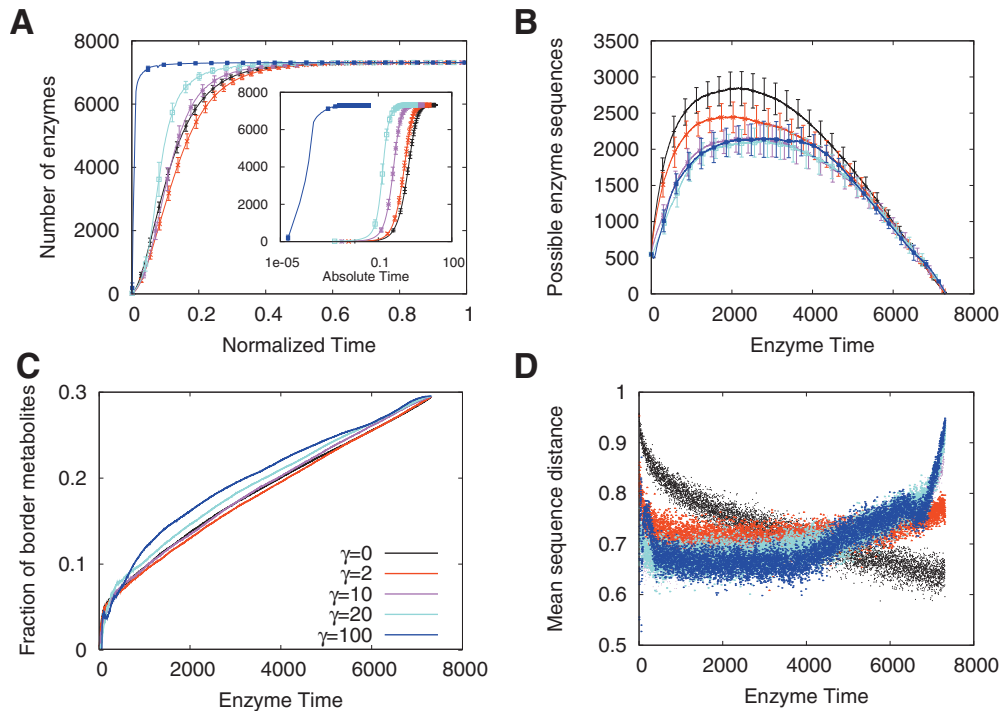 A
Number of enzymes
8000
6000
4000
2000
0
0 0.2 0.4 0.6 0.8 1
Normalized Time
8000
6000
4000
2000
0
1e-05 0.1 100
Absolute Time
B
Possible enzyme sequences
3500
3000
2500
2000
1500
1000
500
0
0 2000 4000 6000 8000
Enzyme Time
C
Fraction of border metabolites
0.3
0.2
0.1
0
0 2000 4000 6000 8000
Enzyme Time
γ=0
γ=2
γ=10
γ=20
γ=100
D
Mean sequence distance
1
0.9
0.8
0.7
0.6
0.5
0 2000 4000 6000 8000
Enzyme Time